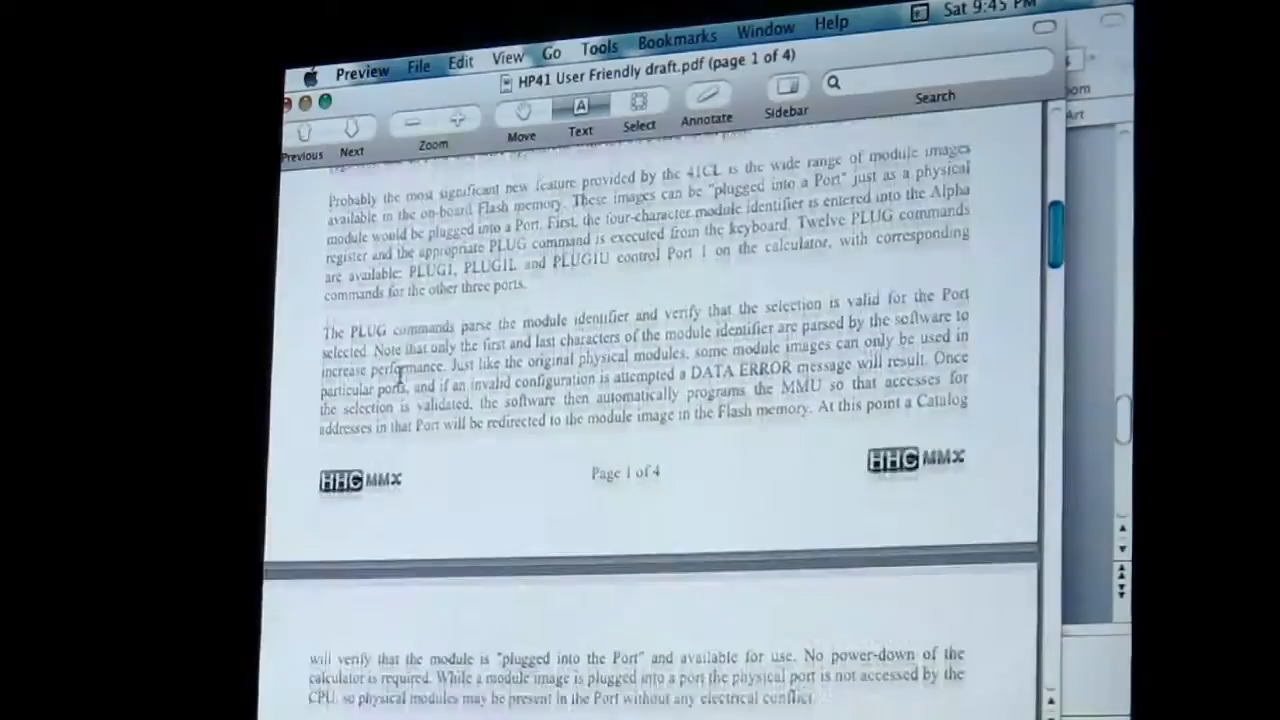 Preview File Edit View Go Tools Bookmarks Window Help Sat 9:45 PM
HP41 User Friendly draft.pdf (page 1 of 4)
Previous Next Zoom Move Text Select Annotate Sidebar Search
Probably the most significant new feature provided by the 41CL is the wide range of module images
available in the on-board Flash memory. These images can be "plugged into a Port" just as a physical
module would be plugged into a Port. First, the four-character module identifier is entered into the Alpha
register and the appropriate PLUG command is executed from the keyboard. Twelve PLUG commands
are available: PLUG1, PLUG1L and PLUG1U control Port 1 on the calculator, with corresponding
commands for the other three ports.
The PLUG commands parse the module identifier and verify that the selection is valid for the Port
selected. Note that only the first and last characters of the module identifier are parsed by the software to
increase performance. Just like the original physical modules, some module images can only be used in
particular ports, and if an invalid configuration is attempted a DATA ERROR message will result. Once
the selection is validated, the software then automatically programs the MMU so that accesses for
addresses in that Port will be redirected to the module image in the Flash memory. At this point a Catalog
HHC MMX Page 1 of 4 HHC MMX
will verify that the module is "plugged into the Port" and available for use. No power-down of the
calculator is required. While a module image is plugged into a port the physical port is not accessed by the
CPU, so physical modules may be present in the Port without any electrical conflict.